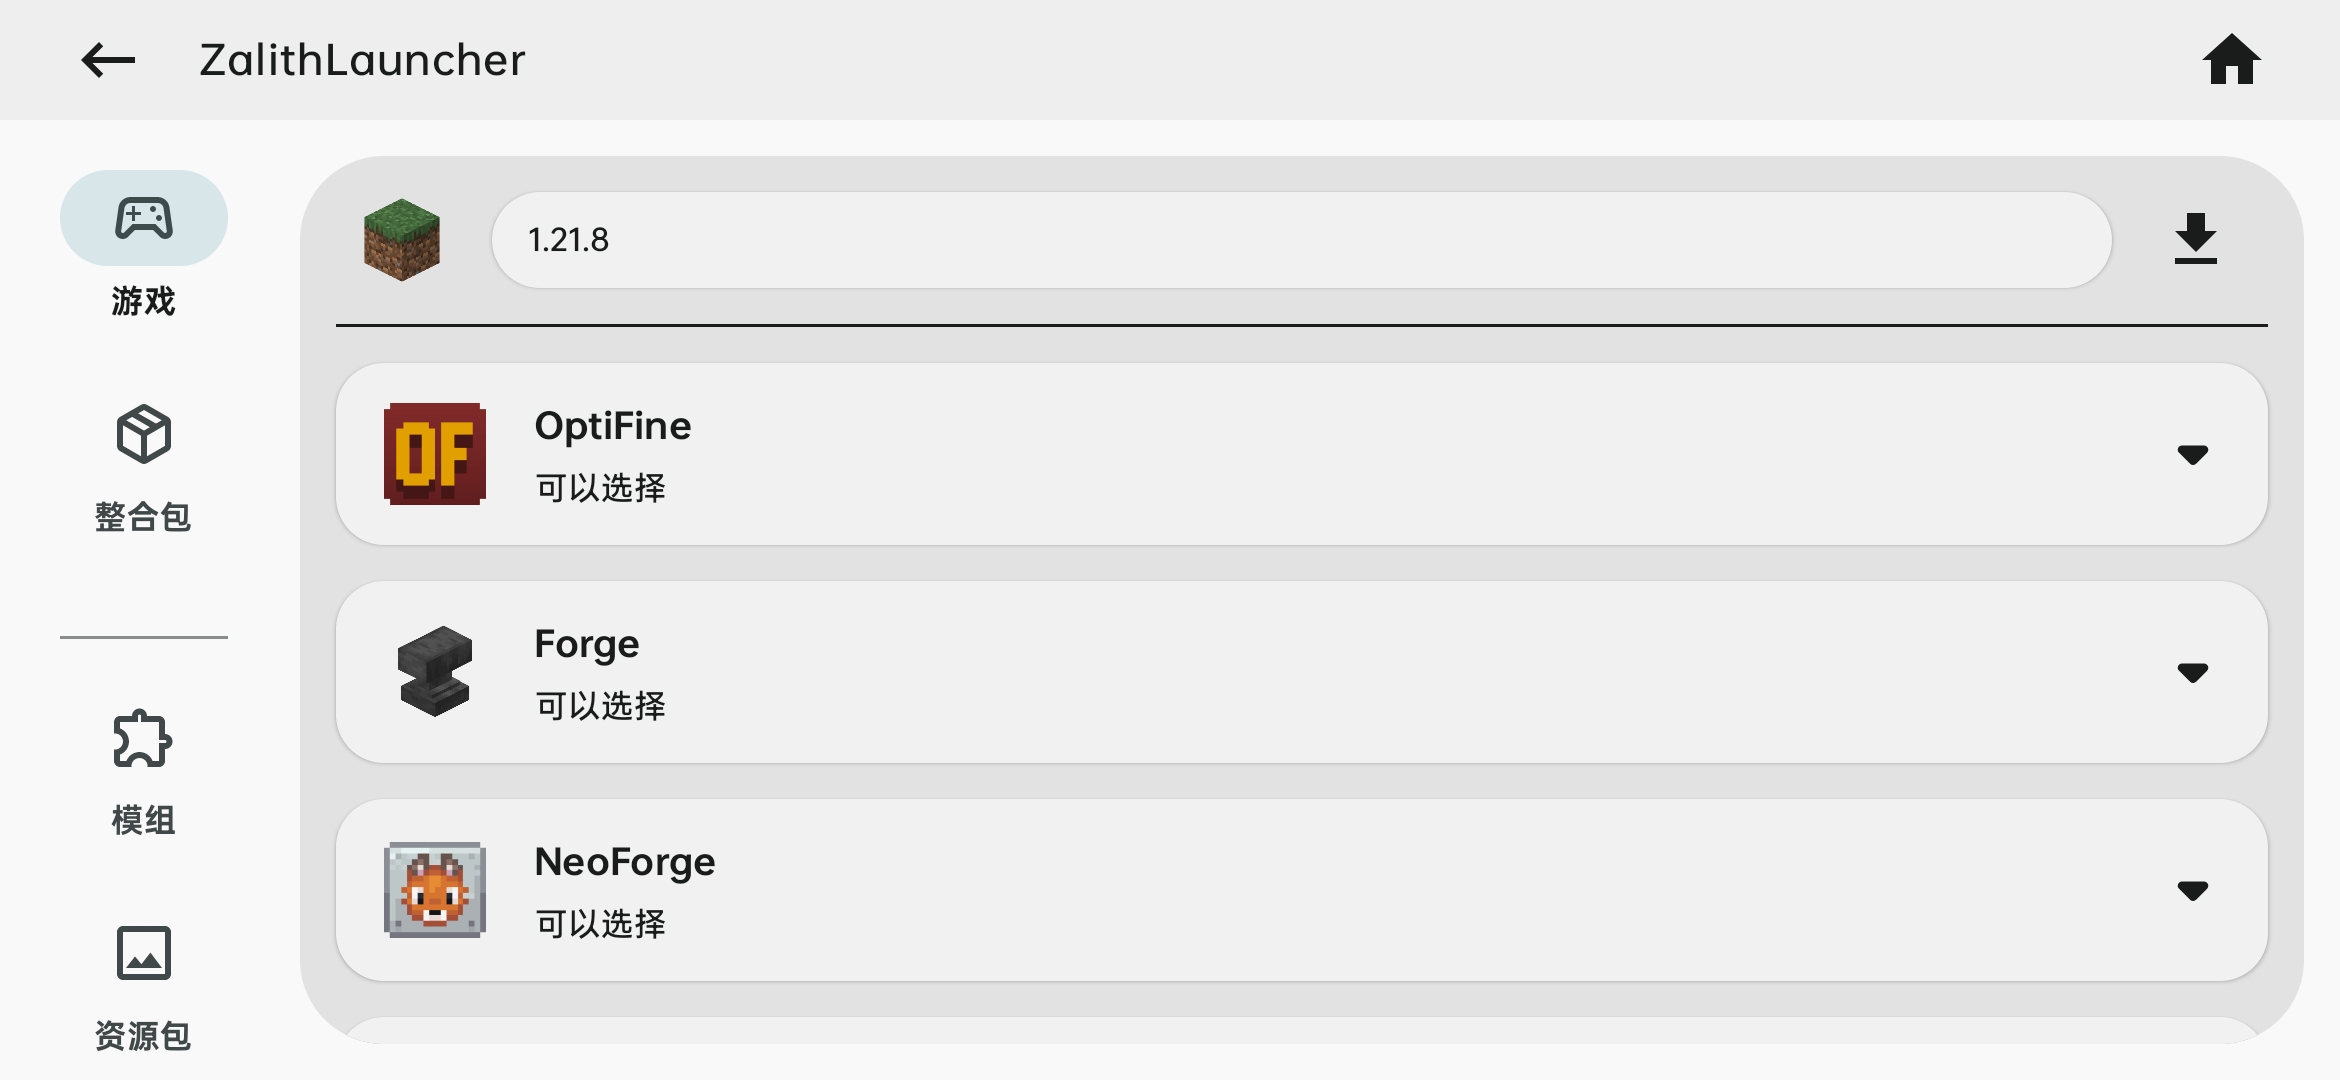 ZalithLauncher
游戏
整合包
模组
资源包
1.21.8
OF
OptiFine
可以选择
Forge
可以选择
NeoForge
可以选择